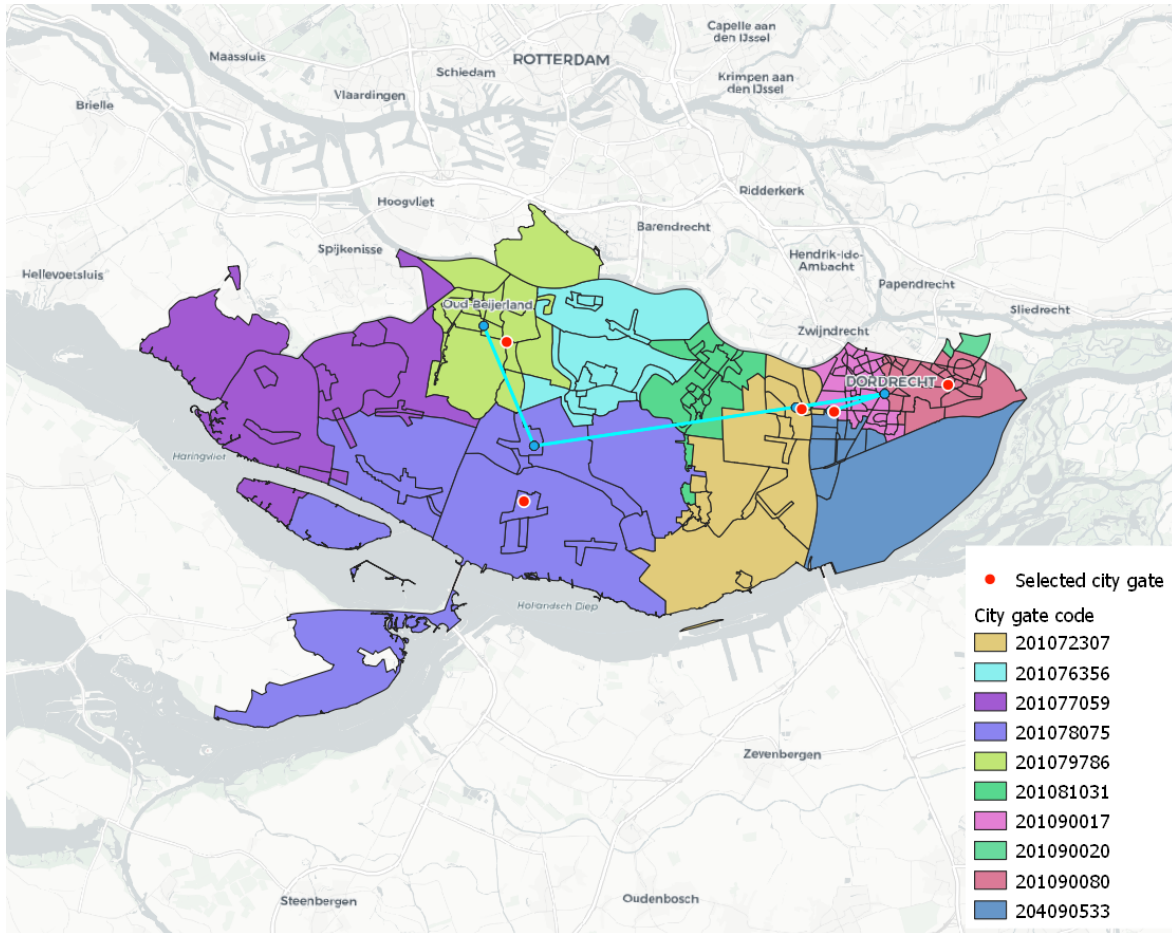 Capelle aan
den IJssel
Maassluis
ROTTERDAM
Schiedam
Krimpen aan
den IJssel
Vlaardingen
Brielle
Ridderkerk
Hoogvliet
Barendrecht
Spijkenisse
Hendrik-Ido-
Ambacht
Hellevoetsluis
Papendrecht
Oud-Beijerland
Sliedrecht
Zwijndrecht
DORDRECHT
Haringvliet
Hollandsch Diep
Zevenbergen
Steenbergen
Oudenbosch
Selected city gate
City gate code
201072307
201076356
201077059
201078075
201079786
201081031
201090017
201090020
201090080
204090533